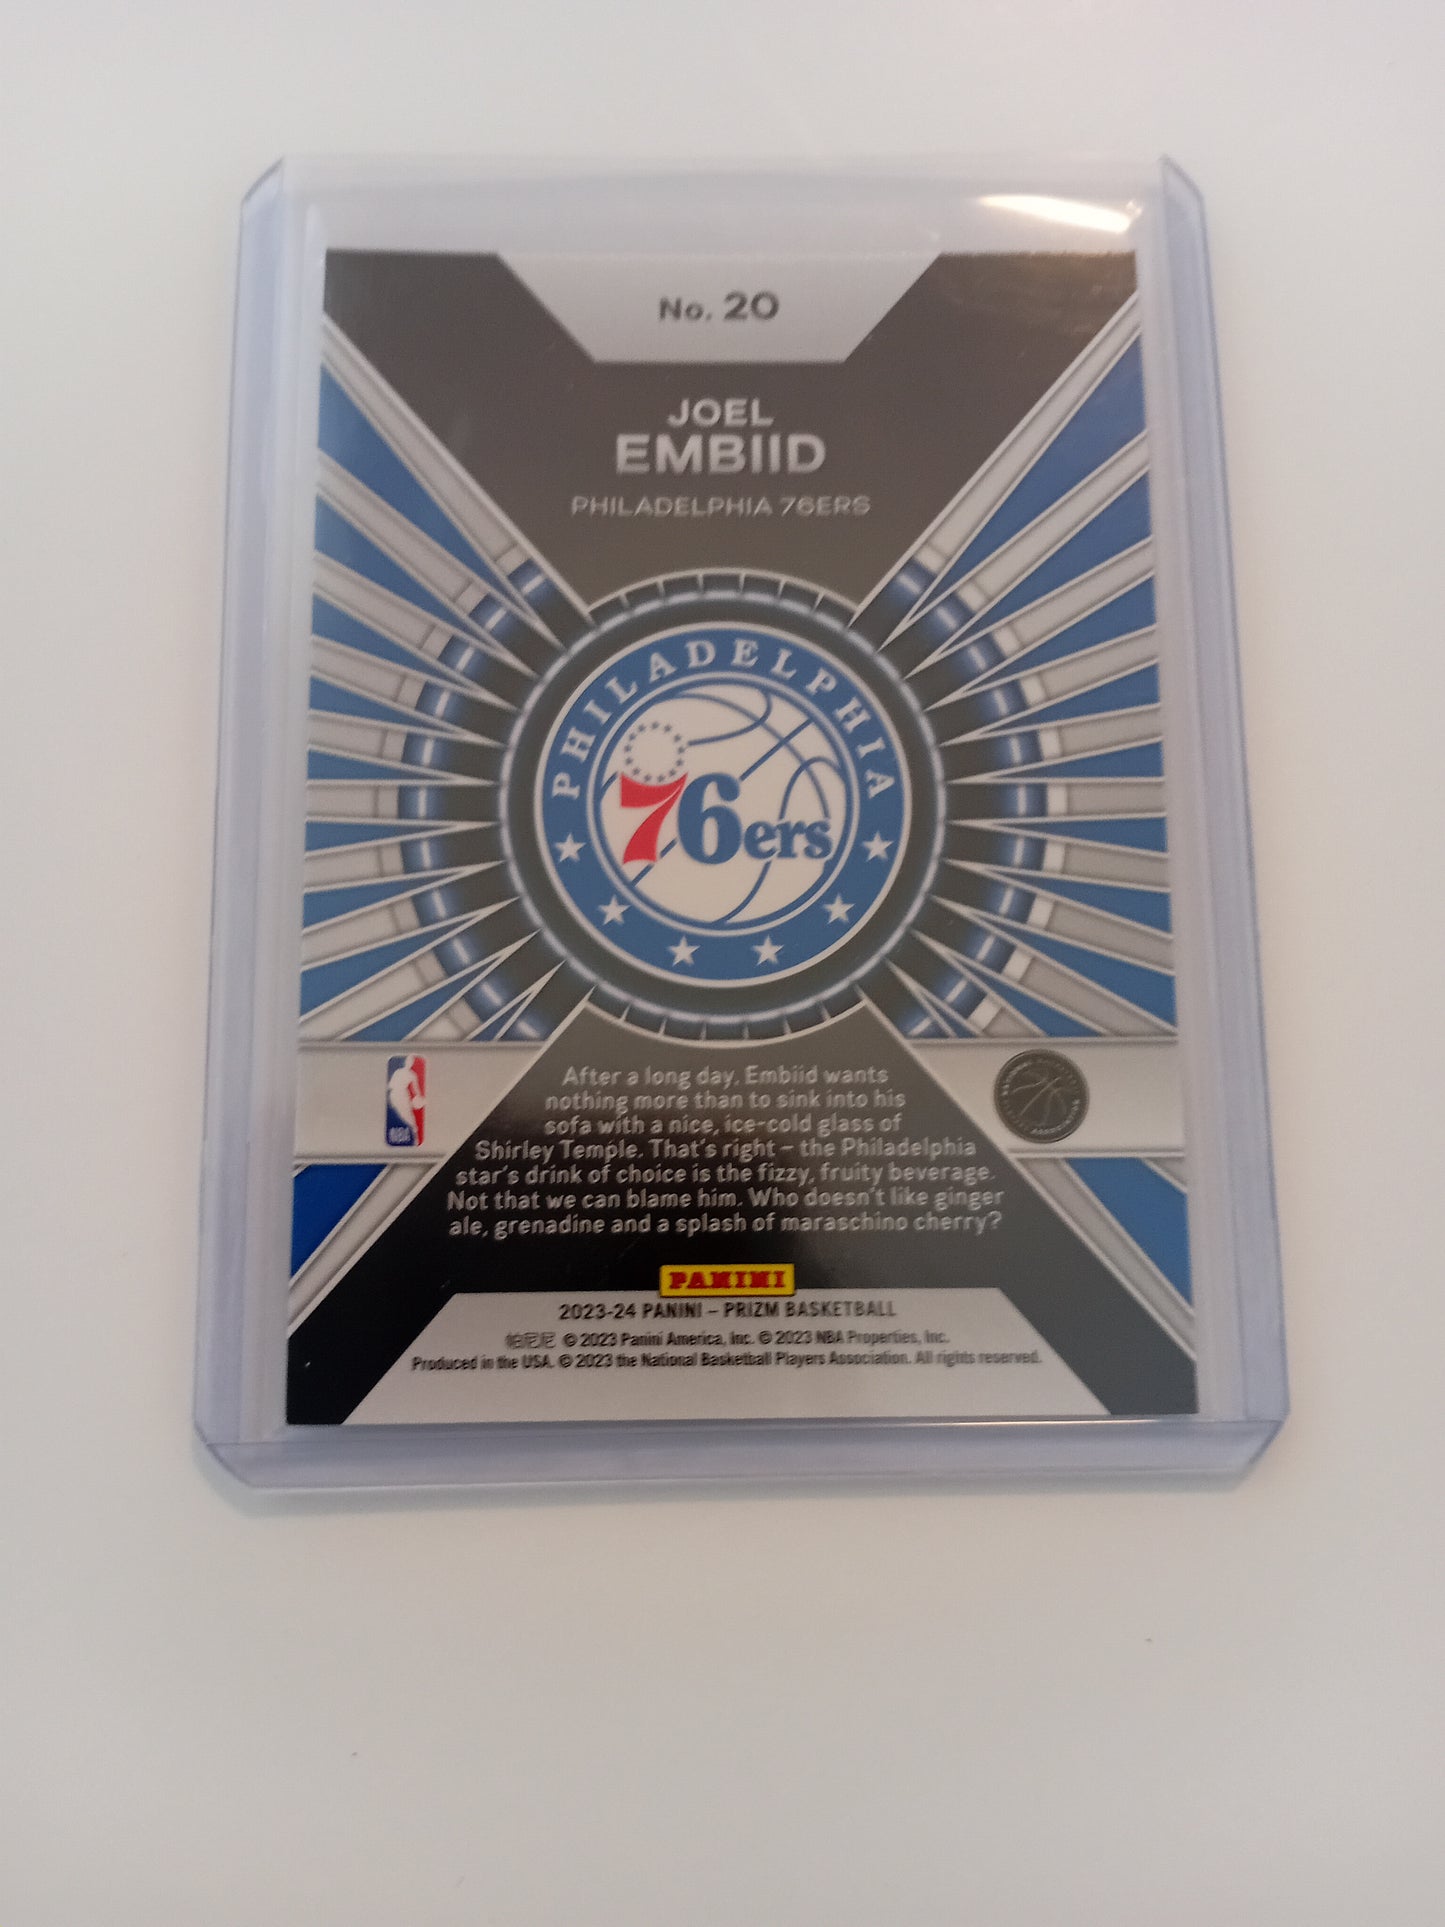 No. 20
JOEL
EMBIID
PHILADELPHIA 76ERS
PHILADELPHIA
76ers
After a long day, Embiid wants
nothing more than to sink into his
sofa with a nice, ice-cold glass of
Shirley Temple. That's right – the Philadelphia
star's drink of choice is the fizzy, fruity beverage.
Not that we can blame him. Who doesn't like ginger
ale, grenadine and a splash of maraschino cherry?
NBA
PANINI
2023-24 PANINI – PRIZM BASKETBALL
帕尼尼 © 2023 Panini America, Inc. © 2023 NBA Properties, Inc.
Produced in the USA. © 2023 the National Basketball Players Association. All rights reserved.